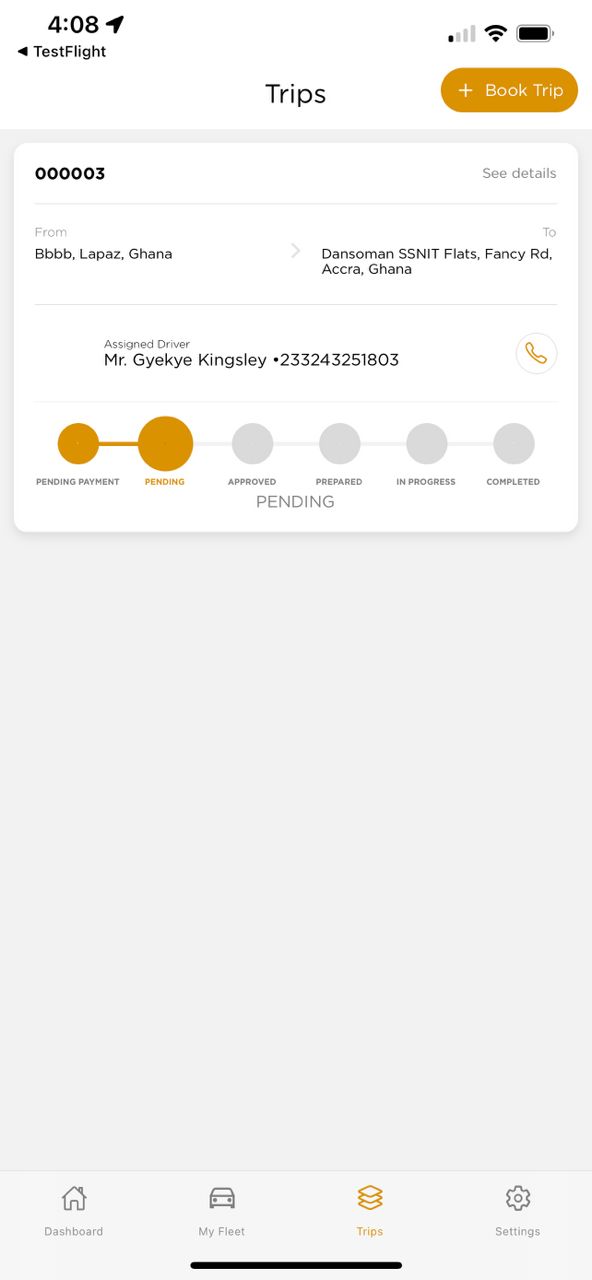 4:08
◀ TestFlight
Trips
+ Book Trip
000003
See details
From
To
Bbbb, Lapaz, Ghana
Dansoman SSNIT Flats, Fancy Rd,
Accra, Ghana
Assigned Driver
Mr. Gyekye Kingsley •233243251803
PENDING PAYMENT
PENDING
APPROVED
PREPARED
IN PROGRESS
COMPLETED
PENDING
Dashboard
My Fleet
Trips
Settings